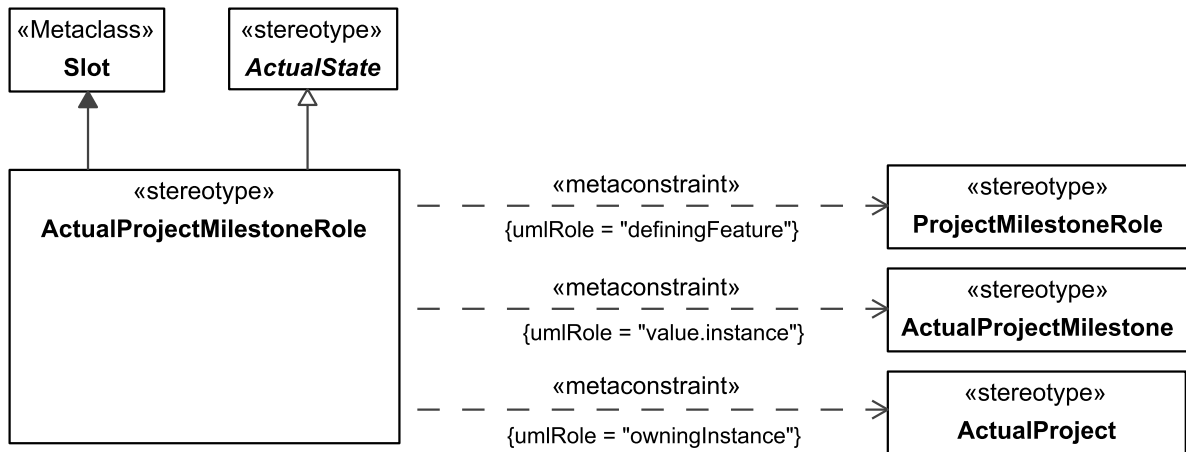 «Metaclass»
Slot
«stereotype»
ActualState
«stereotype»
ActualProjectMilestoneRole
«metaconstraint»
{umlRole = "definingFeature"}
«stereotype»
ProjectMilestoneRole
«metaconstraint»
{umlRole = "value.instance"}
«stereotype»
ActualProjectMilestone
«metaconstraint»
{umlRole = "owningInstance"}
«stereotype»
ActualProject